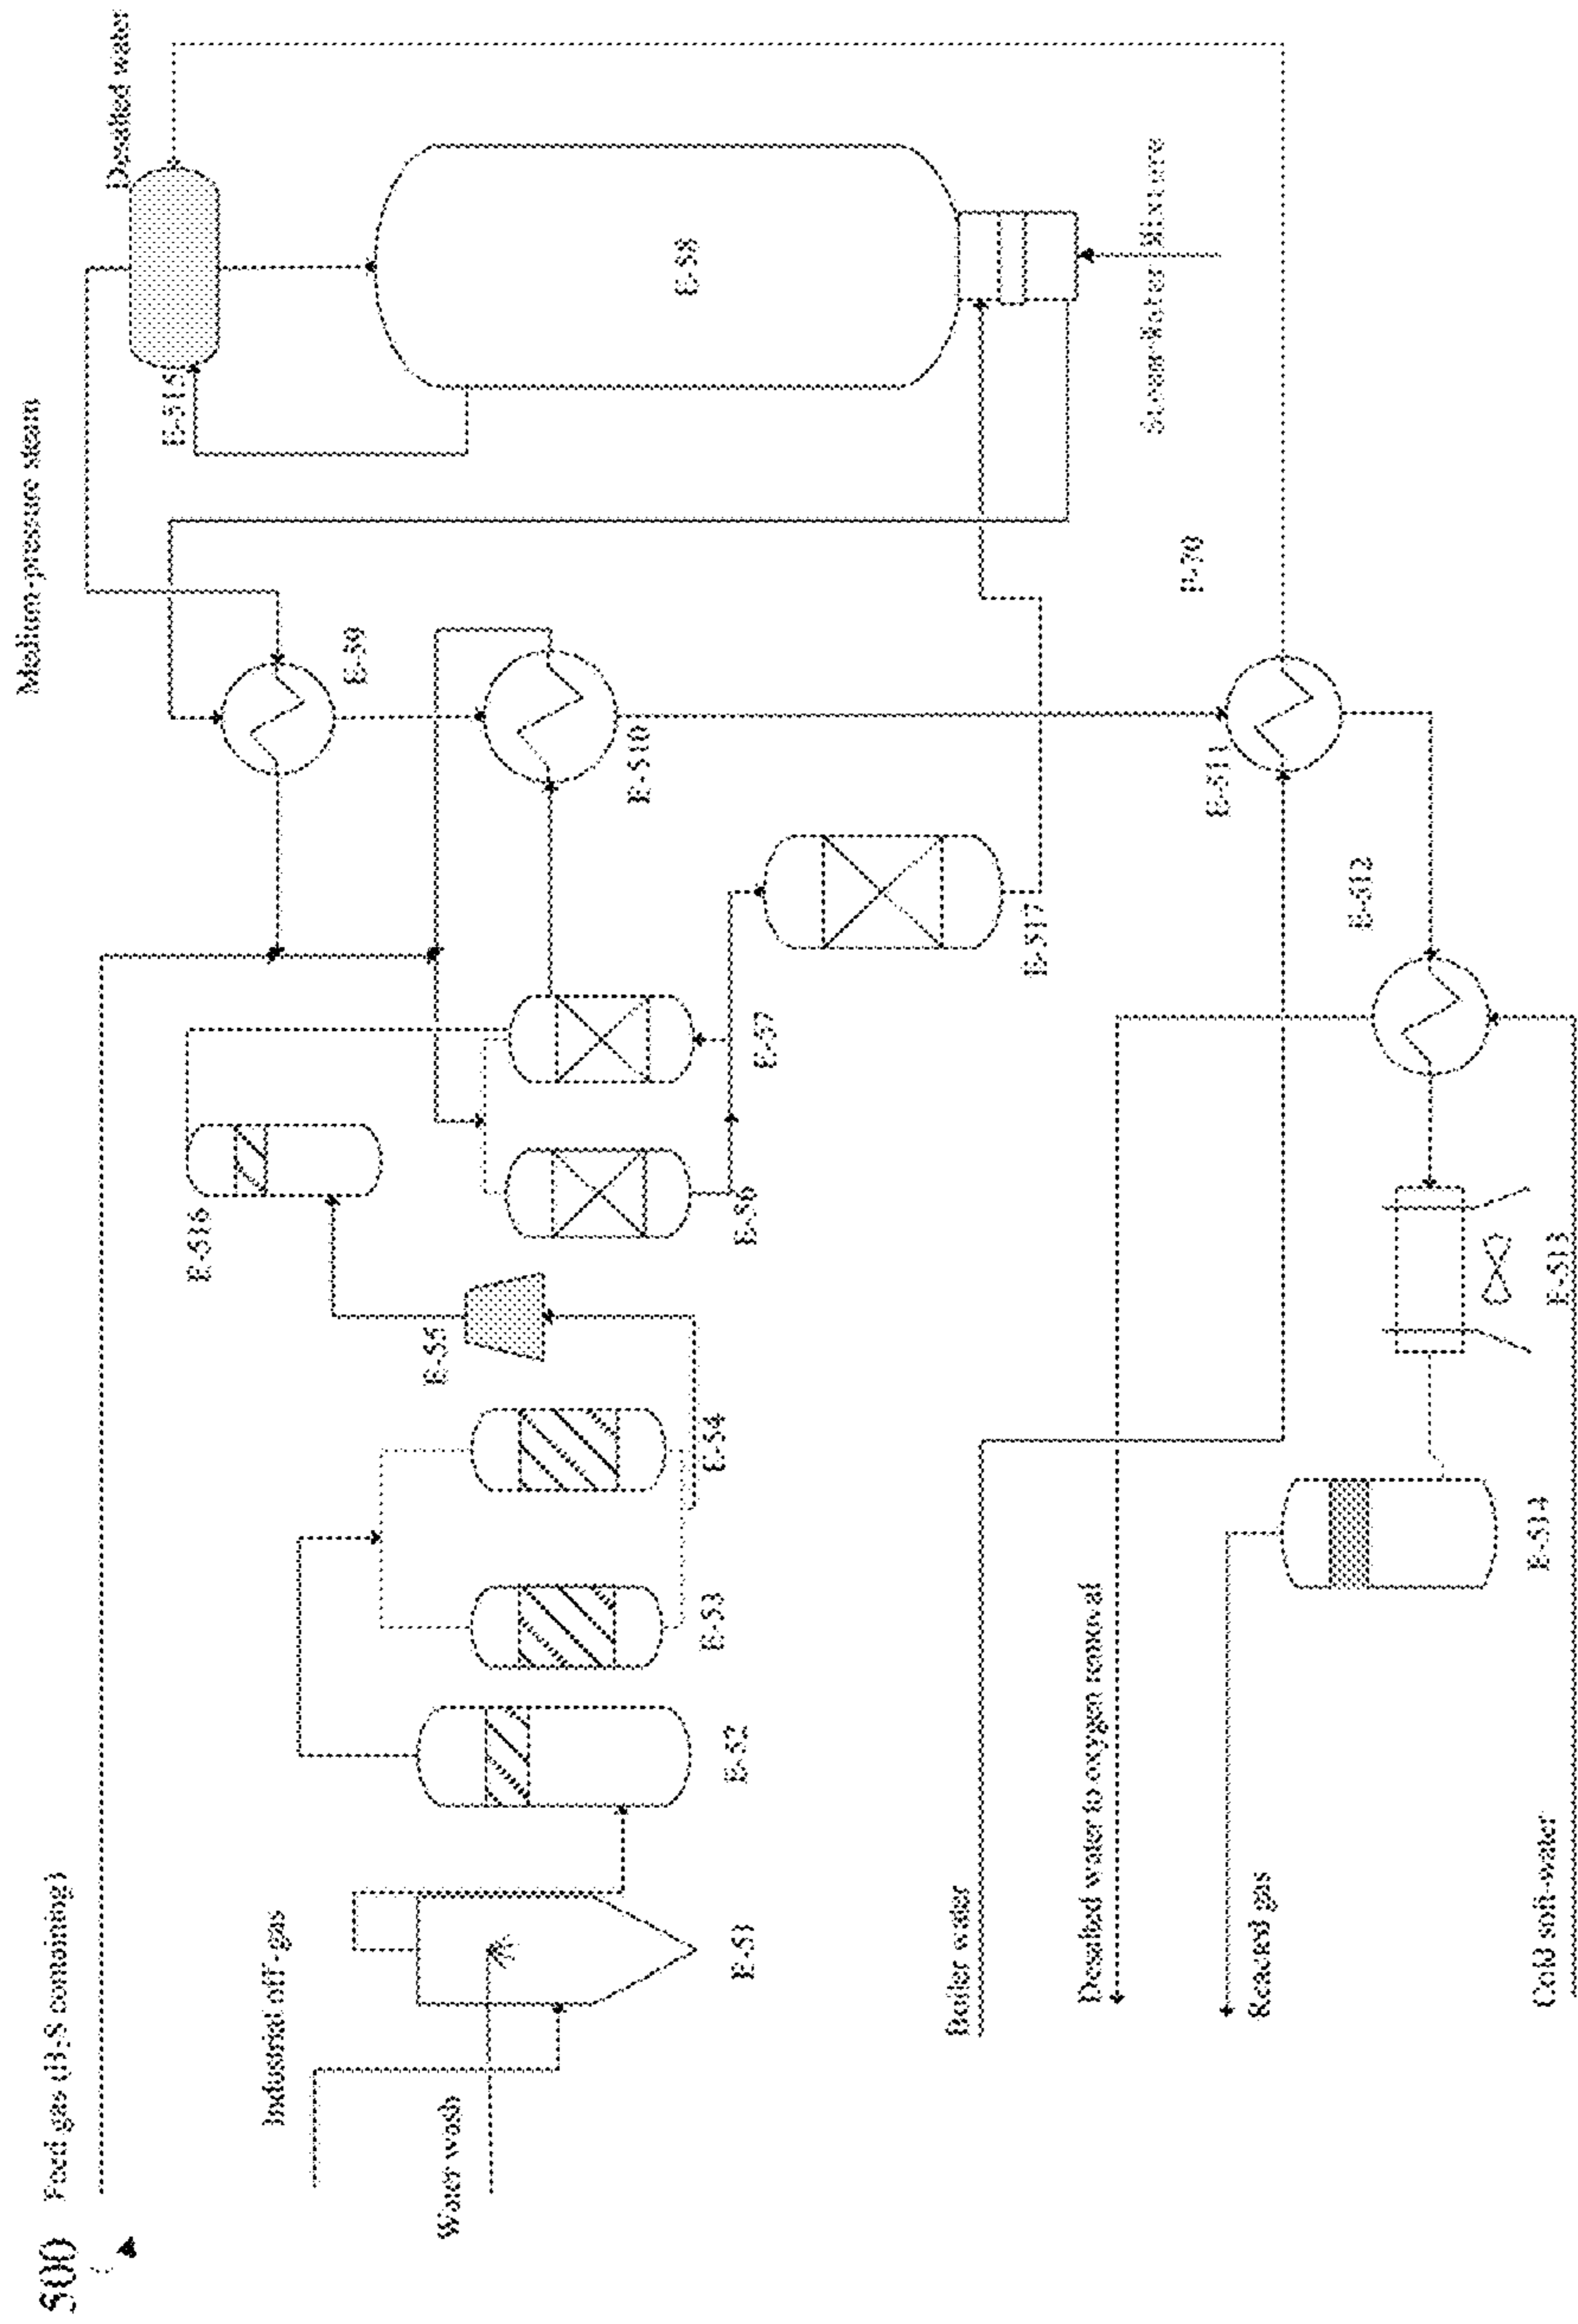 500
Fuel gas (H₂S containing)
Medium-pressure steam
Desalted water
E-515
E-58
Steam-Water Mixture
E-59
E-510
P-70
E-511
E-512
E-517
E-516
E-57
E-56
E-55
E-54
E-53
E-52
E-51
Industrial off-gas
Water wash
Boiler water
Desalted water to oxygen removal
Reacted gas
Cold soft-water
E-513
E-514